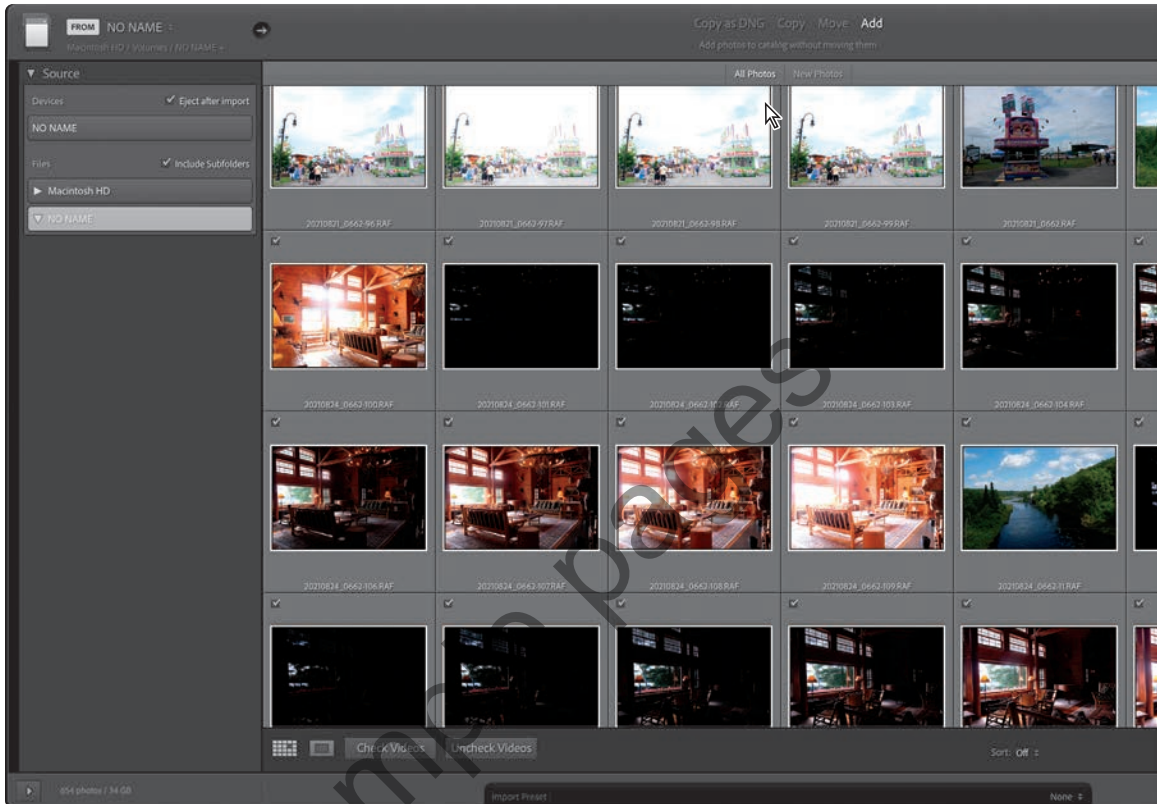 FROM NO NAME
Macintosh HD / Volumes / NO NAME
Copy as DNG Copy Move Add
Add photos to catalog without moving them
Source
All Photos New Photos
Devices Eject after import
NO NAME
Files Include Subfolders
Macintosh HD
NO NAME
20210821_0662-96.RAF 20210821_0662-97.RAF 20210821_0662-98.RAF 20210821_0662-99.RAF 20210821_0662.RAF
20210824_0662-100.RAF 20210824_0662-101.RAF 20210824_0662-102.RAF 20210824_0662-103.RAF 20210824_0662-104.RAF
20210824_0662-106.RAF 20210824_0662-107.RAF 20210824_0662-108.RAF 20210824_0662-109.RAF 20210824_0662-11.RAF
Check Videos Uncheck Videos
Sort: Off
654 photos / 34 GB
Import Preset None
pages